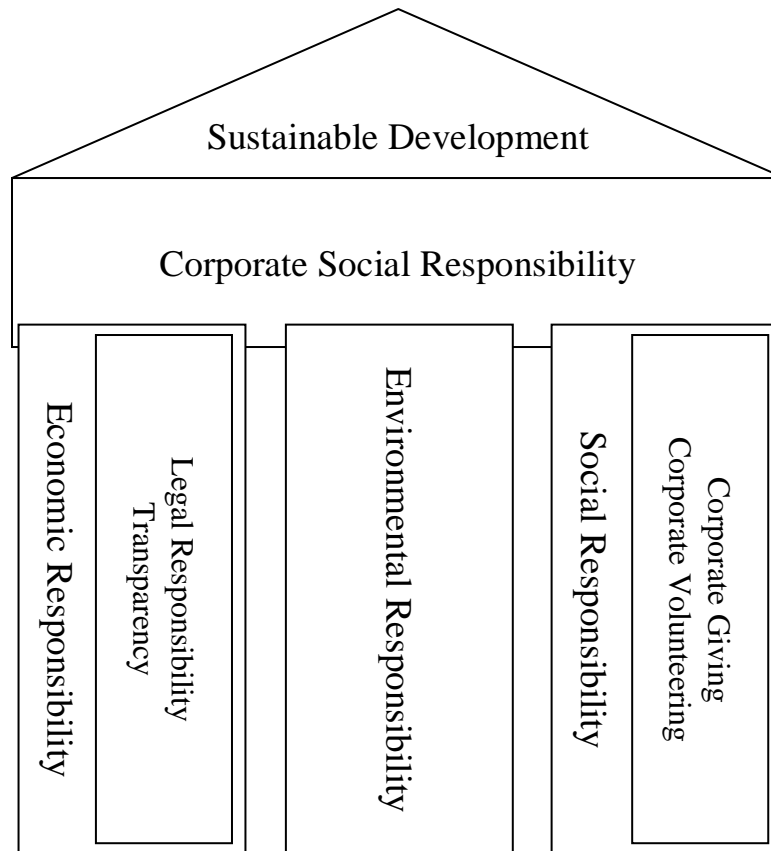 Sustainable Development
Corporate Social Responsibility
Economic Responsibility
Legal Responsibility
Transparency
Environmental Responsibility
Social Responsibility
Corporate Giving
Corporate Volunteering